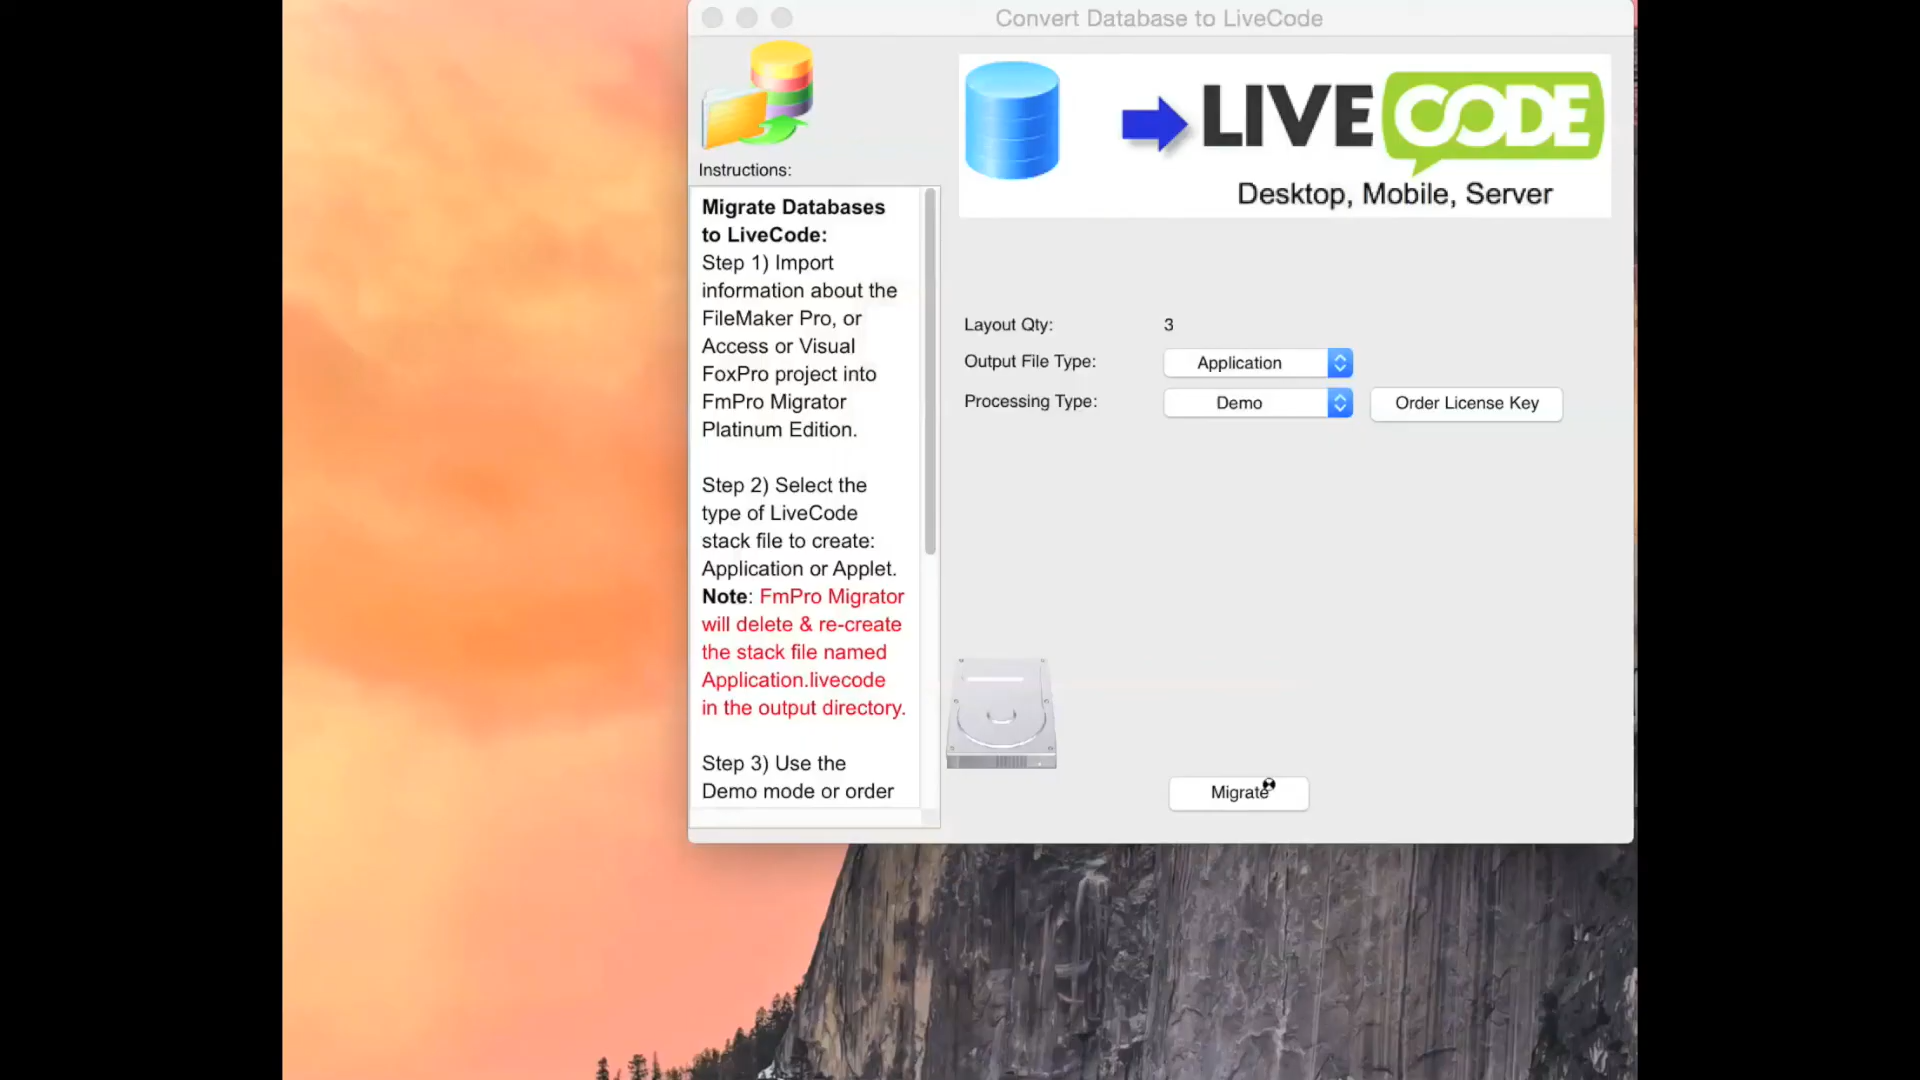 Convert Database to LiveCode
LIVECODE
Desktop, Mobile, Server
Instructions:
Migrate Databases
to LiveCode:
Step 1) Import
information about the
FileMaker Pro, or
Access or Visual
FoxPro project into
FmPro Migrator
Platinum Edition.
Step 2) Select the
type of LiveCode
stack file to create:
Application or Applet.
Note: FmPro Migrator
will delete & re-create
the stack file named
Application.livecode
in the output directory.
Step 3) Use the
Demo mode or order
Layout Qty: 3
Output File Type: Application
Processing Type: Demo Order License Key
Migrate